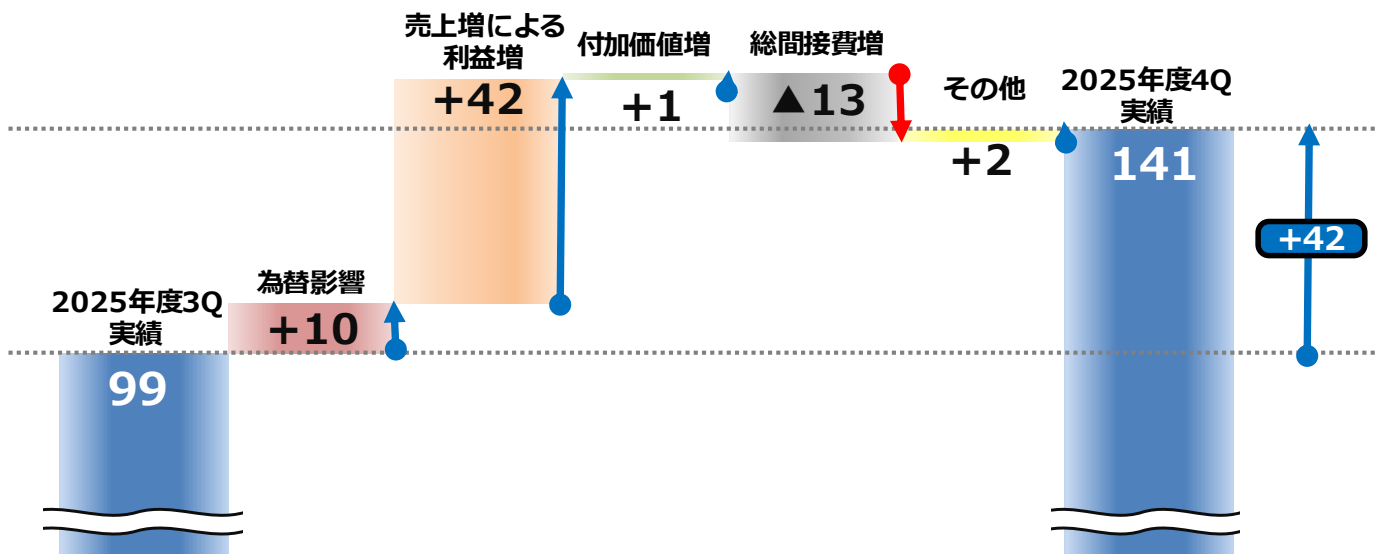 2025年度3Q
実績
99
為替影響
+10
売上増による
利益増
+42
付加価値増
+1
総間接費増
▲13
その他
+2
2025年度4Q
実績
141
+42